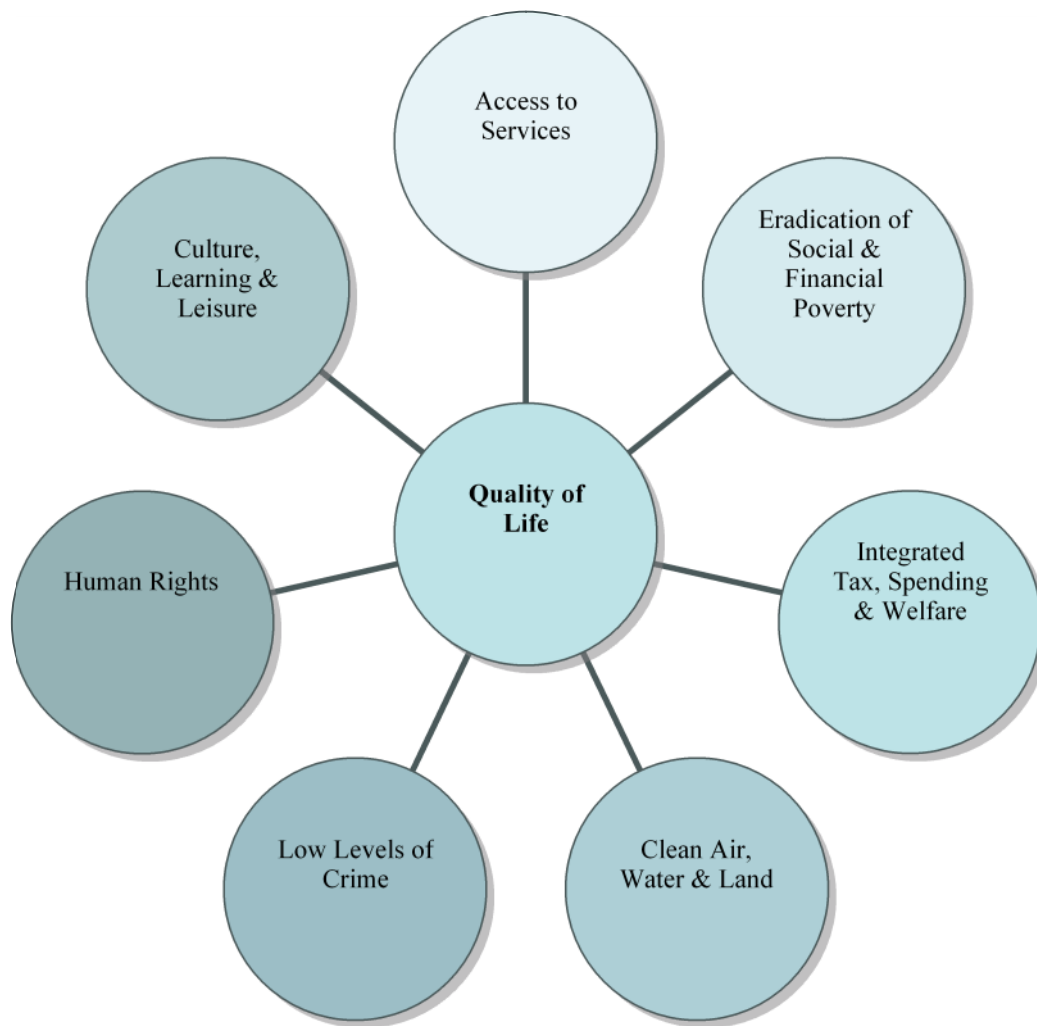 Access to
Services
Eradication of
Social &
Financial
Poverty
Integrated
Tax, Spending
& Welfare
Clean Air,
Water & Land
Low Levels of
Crime
Human Rights
Culture,
Learning &
Leisure
Quality of
Life